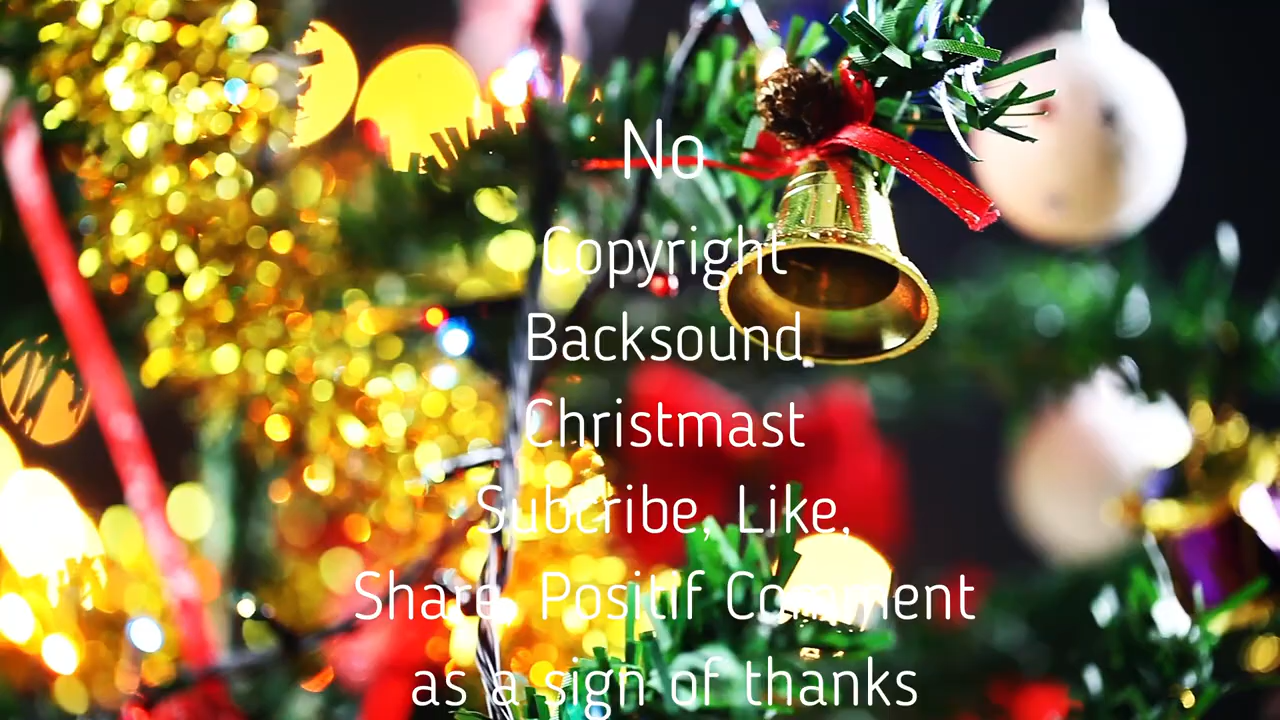 No
Copyright
Backsound
Christmast
Subcribe, Like,
Share, Positif Comment
as a sign of thanks